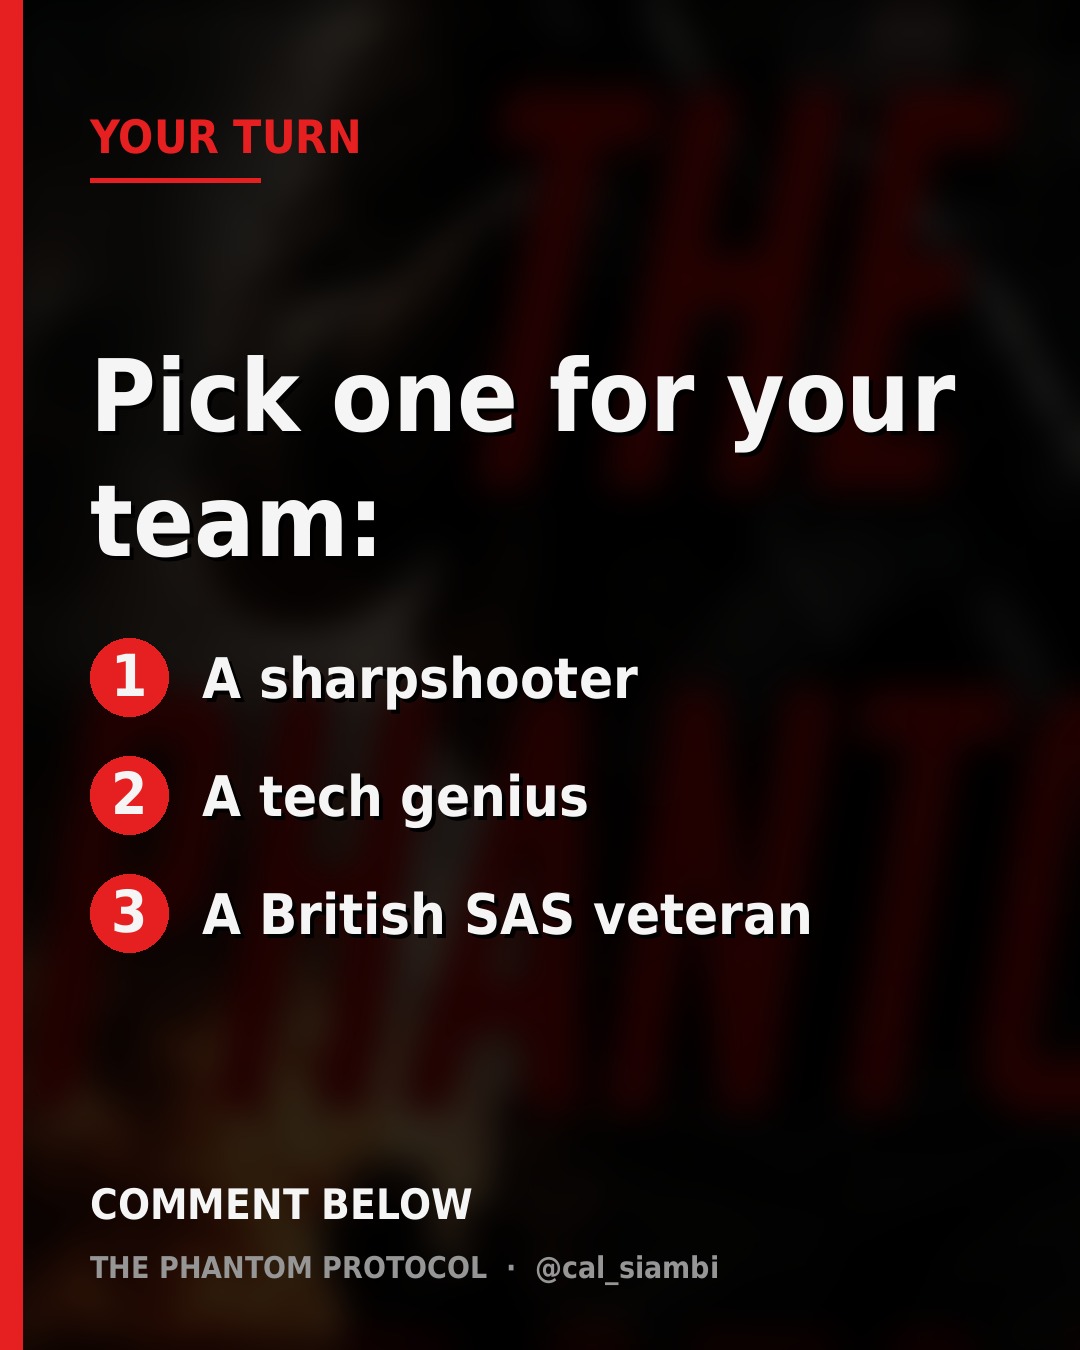 YOUR TURN
THE
Pick one for your
team:
1 A sharpshooter
2 A tech genius
3 A British SAS veteran
COMMENT BELOW
THE PHANTOM PROTOCOL · @cal_siambi